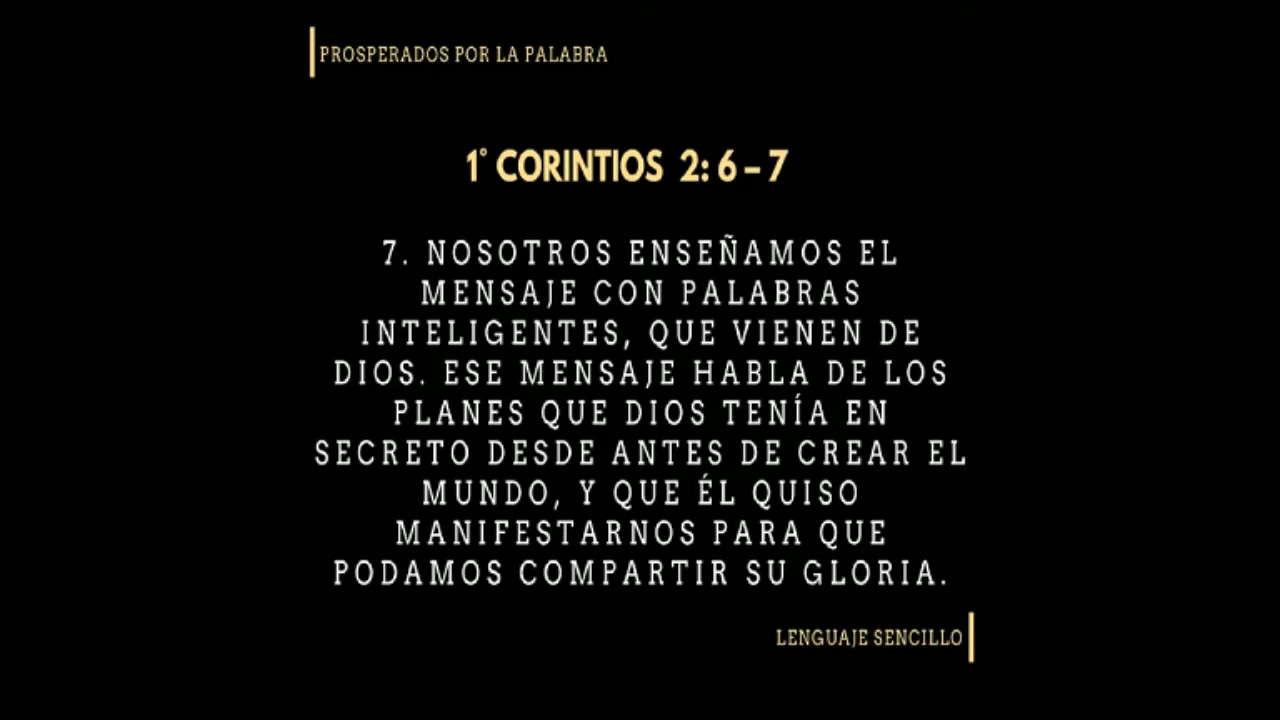 PROSPERADOS POR LA PALABRA
1° CORINTIOS 2: 6 – 7
7. NOSOTROS ENSEÑAMOS EL
MENSAJE CON PALABRAS
INTELIGENTES, QUE VIENEN DE
DIOS. ESE MENSAJE HABLA DE LOS
PLANES QUE DIOS TENÍA EN
SECRETO DESDE ANTES DE CREAR EL
MUNDO, Y QUE ÉL QUISO
MANIFESTARNOS PARA QUE
PODAMOS COMPARTIR SU GLORIA.
LENGUAJE SENCILLO